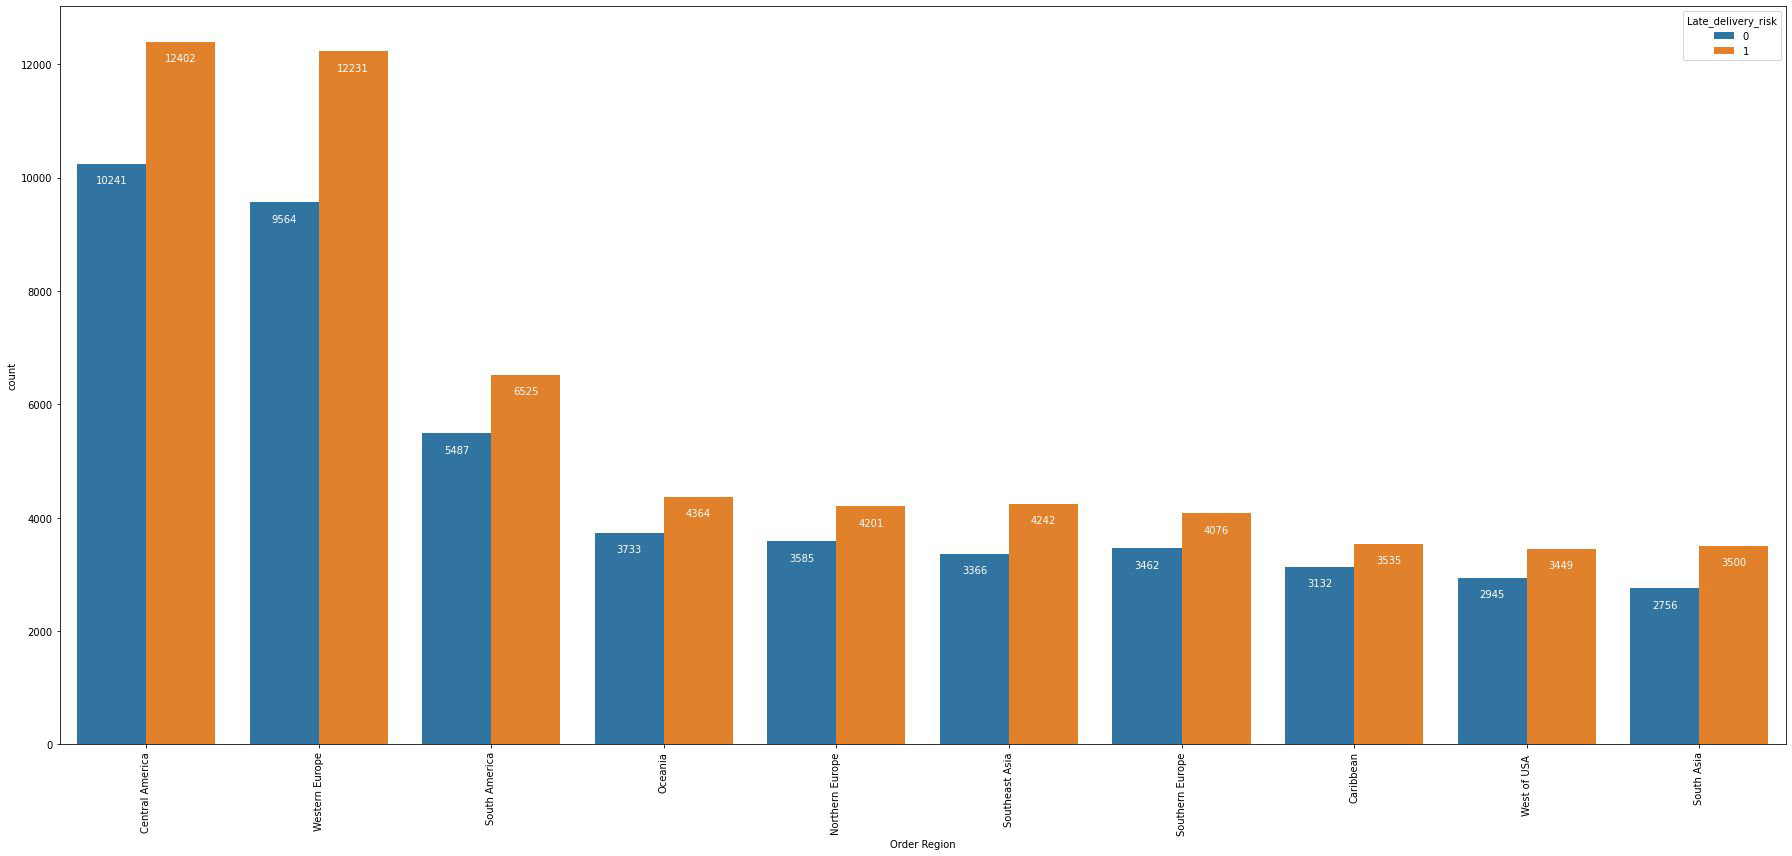 Late_delivery_risk
0
1
count
12000
10000
8000
6000
4000
2000
0
10241
12402
9564
12231
5487
6525
3733
4364
3585
4201
3366
4242
3462
4076
3132
3535
2945
3449
2756
3500
Central America
Western Europe
South America
Oceania
Northern Europe
Southeast Asia
Southern Europe
Caribbean
West of USA
South Asia
Order Region